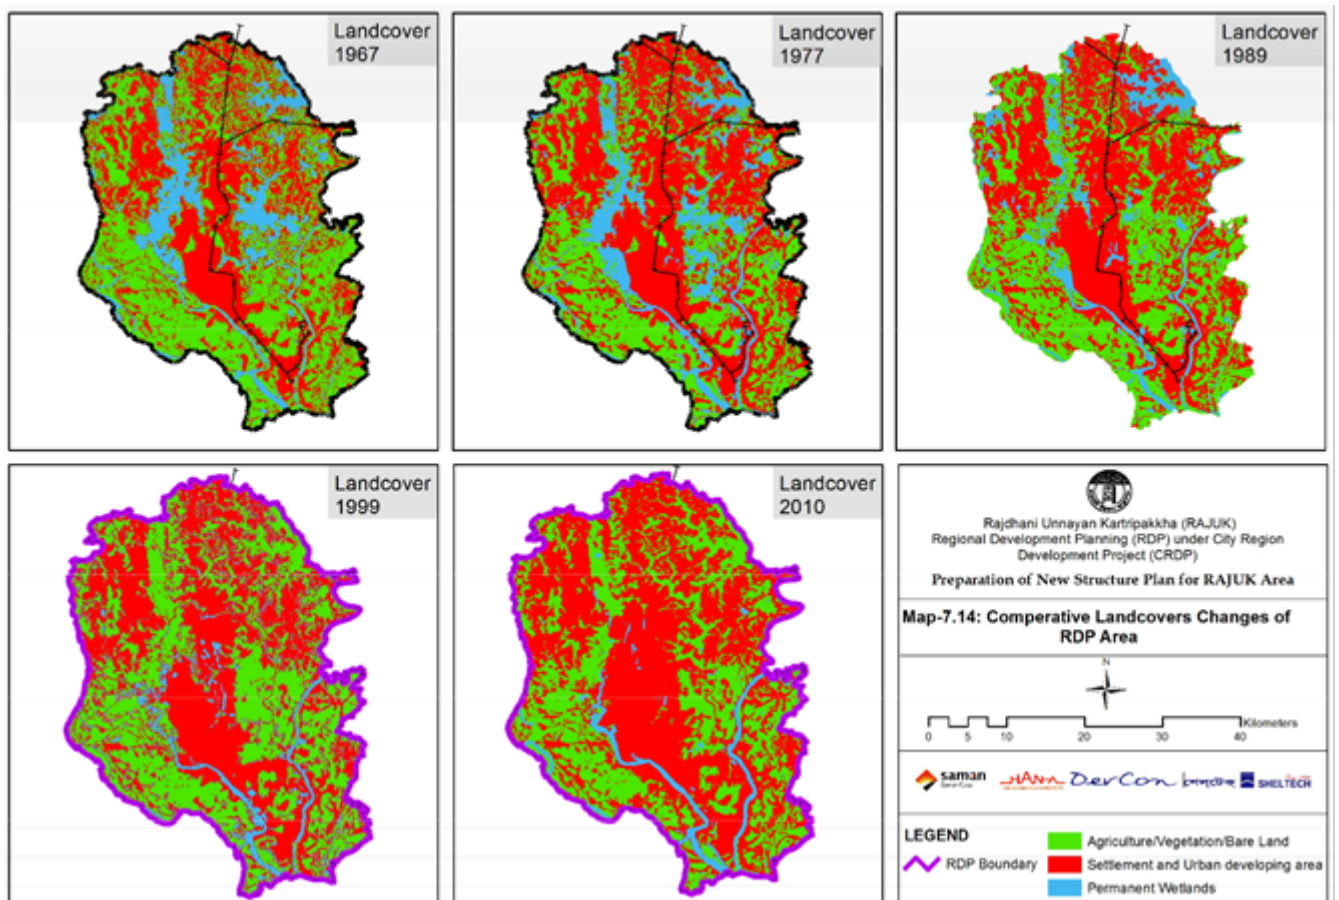 Landcover
1967
Landcover
1977
Landcover
1989
Landcover
1999
Landcover
2010
Rajdhani Unnayan Kartripakkha (RAJUK)
Regional Development Planning (RDP) under City Region
Development Project (CRDP)
Preparation of New Structure Plan for RAJUK Area
Map-7.14: Comperative Landcovers Changes of
RDP Area
N
Kilometers
0 5 10 20 30 40
saman
DevCon
SHELTECH
LEGEND
RDP Boundary
Agriculture/Vegetation/Bare Land
Settlement and Urban developing area
Permanent Wetlands